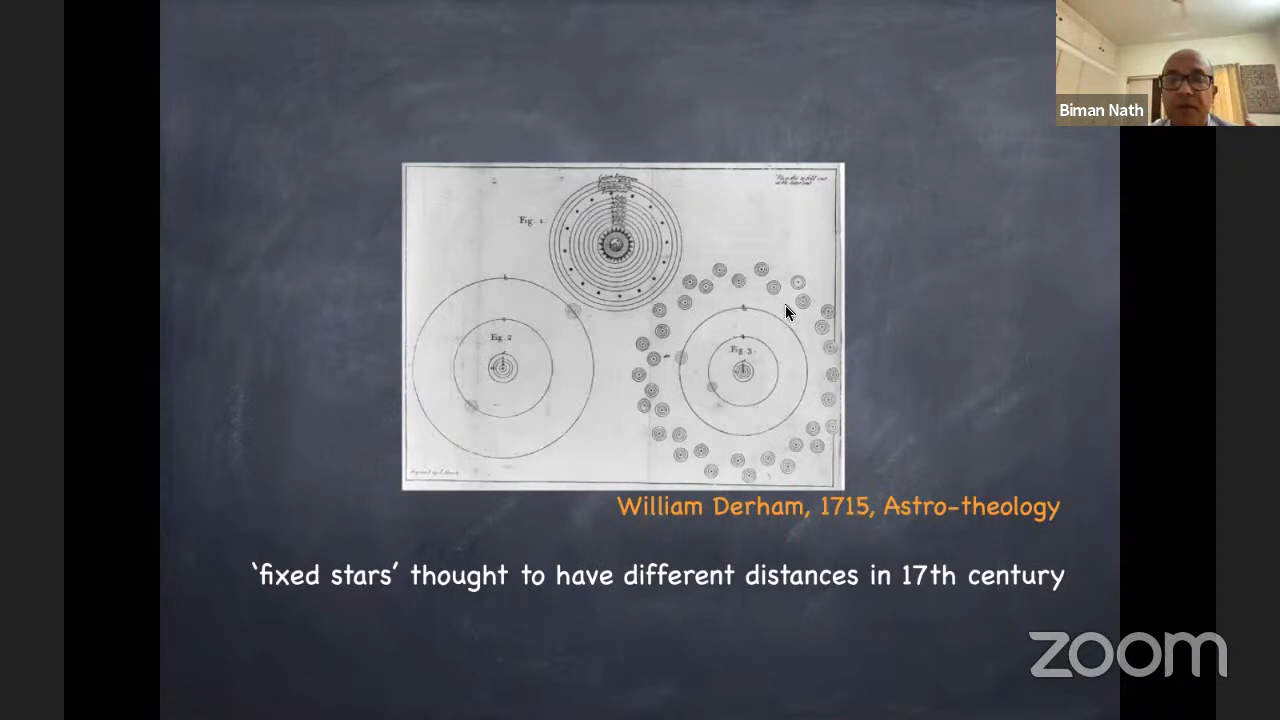 Biman Nath
Fig. 1.
Fig. 2
Fig. 3.
William Derham, 1715, Astro-theology
‘fixed stars’ thought to have different distances in 17th century
zoom